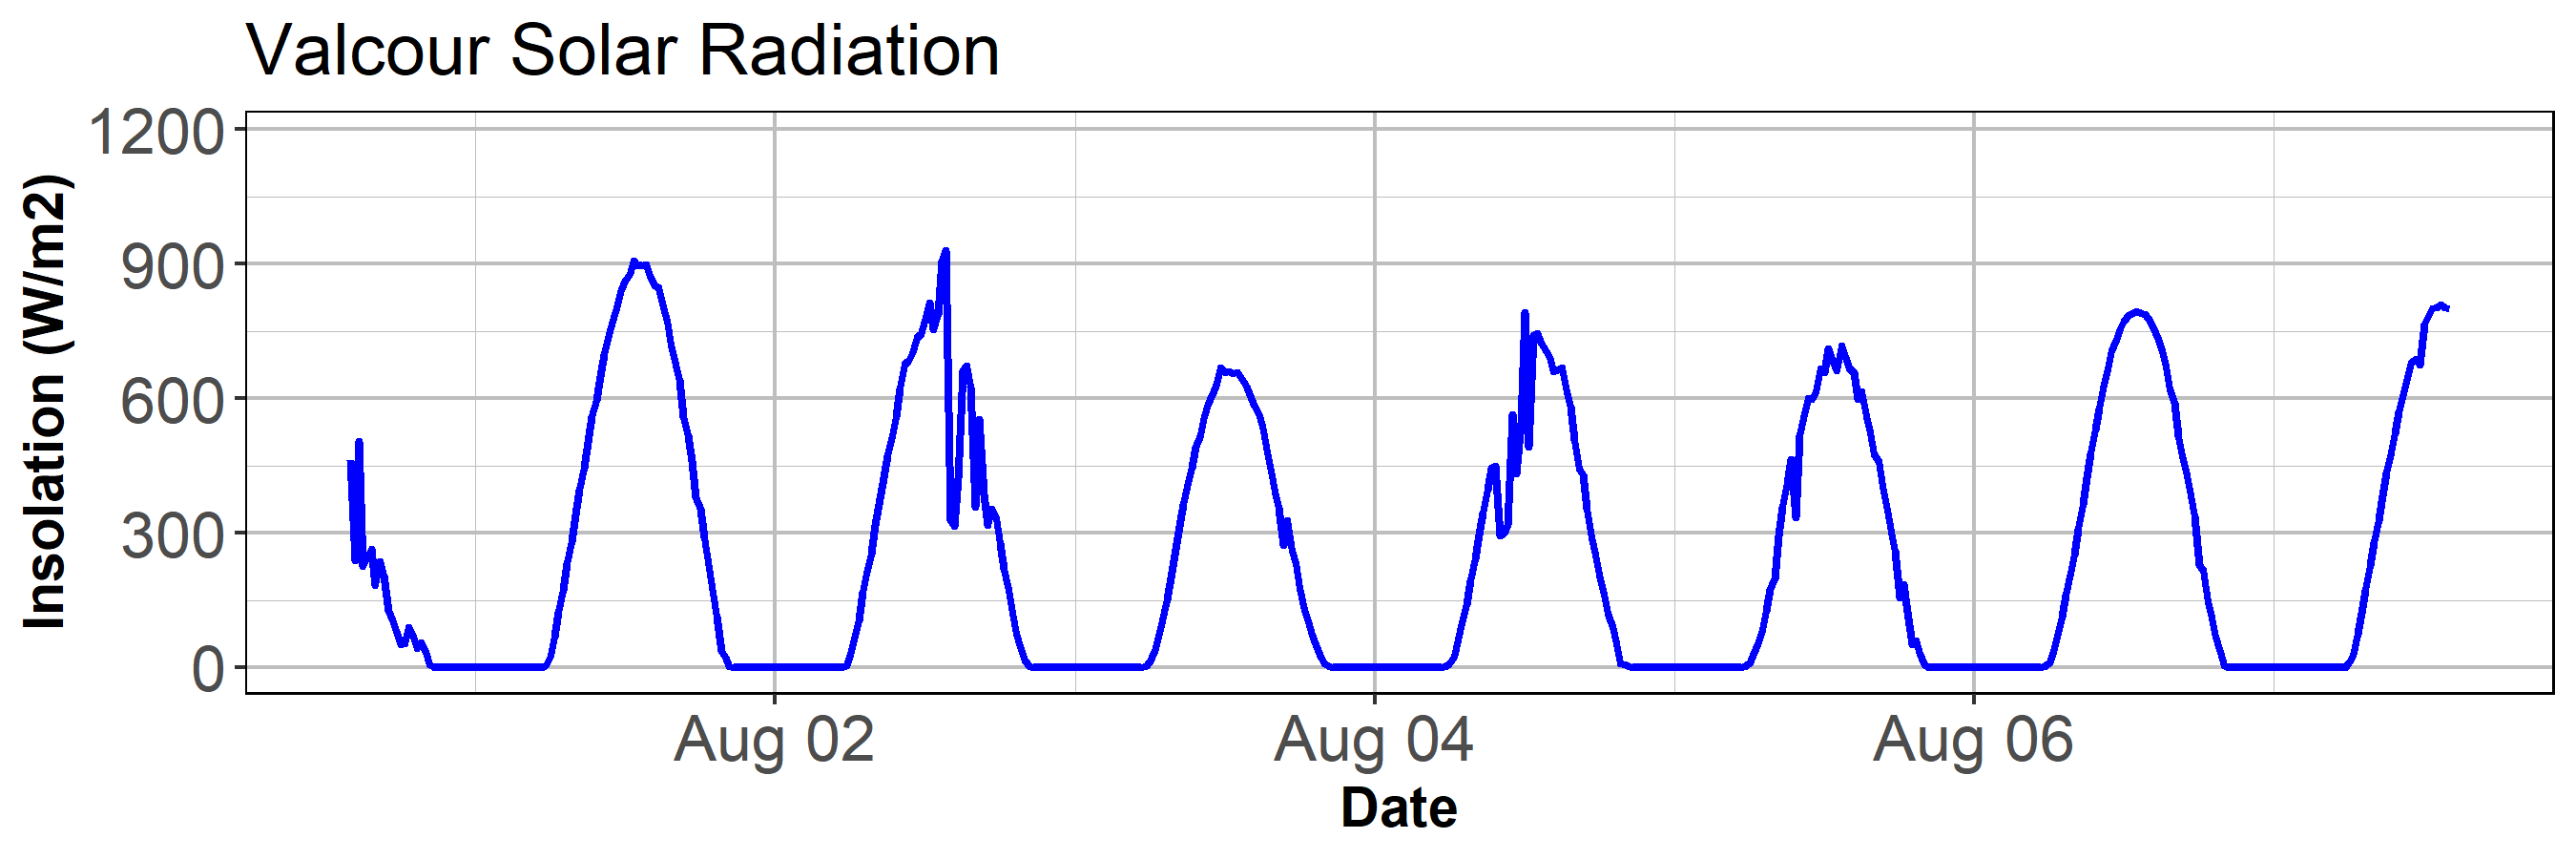 Valcour Solar Radiation
Insolation (W/m2)
1200
900
600
300
0
Aug 02
Aug 04
Aug 06
Date